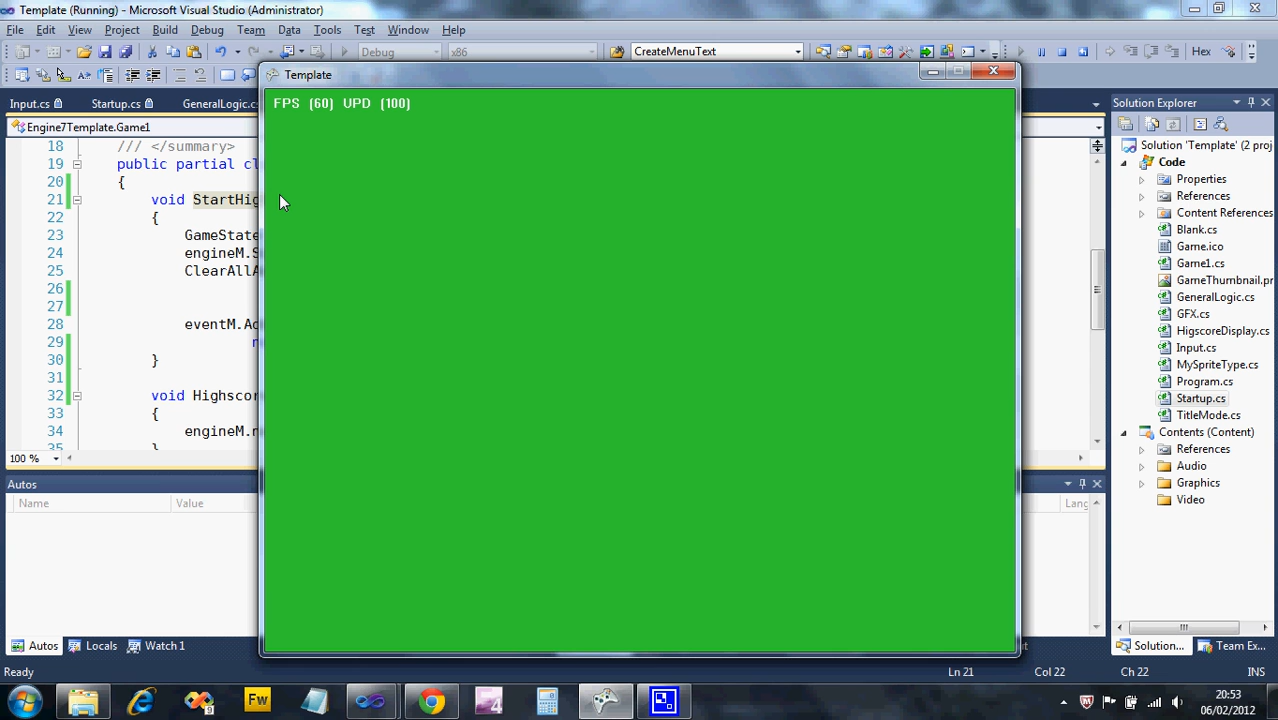 Template (Running) - Microsoft Visual Studio (Administrator)
File Edit View Project Build Debug Team Data Tools Test Window Help
Debug x86 CreateMenuText Hex
Template
Input.cs Startup.cs GeneralLogic.c
Engine7Template.Game1
FPS (60) UPD (100)
18 /// </summary>
19 public partial cl
20 {
21 void StartHig
22 {
23 GameState
24 engineM.S
25 ClearAllA
26
27
28 eventM.Ad
29 n
30 }
31
32 void Highscor
33 {
34 engineM.n
35 }
100 %
Autos
Name Value Lang
Autos Locals Watch 1
Solution Explorer
Solution 'Template' (2 proj
Code
Properties
References
Content References
Blank.cs
Game.ico
Game1.cs
GameThumbnail.pr
GeneralLogic.cs
GFX.cs
HigscoreDisplay.cs
Input.cs
MySpriteType.cs
Program.cs
Startup.cs
TitleMode.cs
Contents (Content)
References
Audio
Graphics
Video
Solution... Team Ex...
Ready Ln 21 Col 22 Ch 22 INS
Fw 4 20:53
06/02/2012